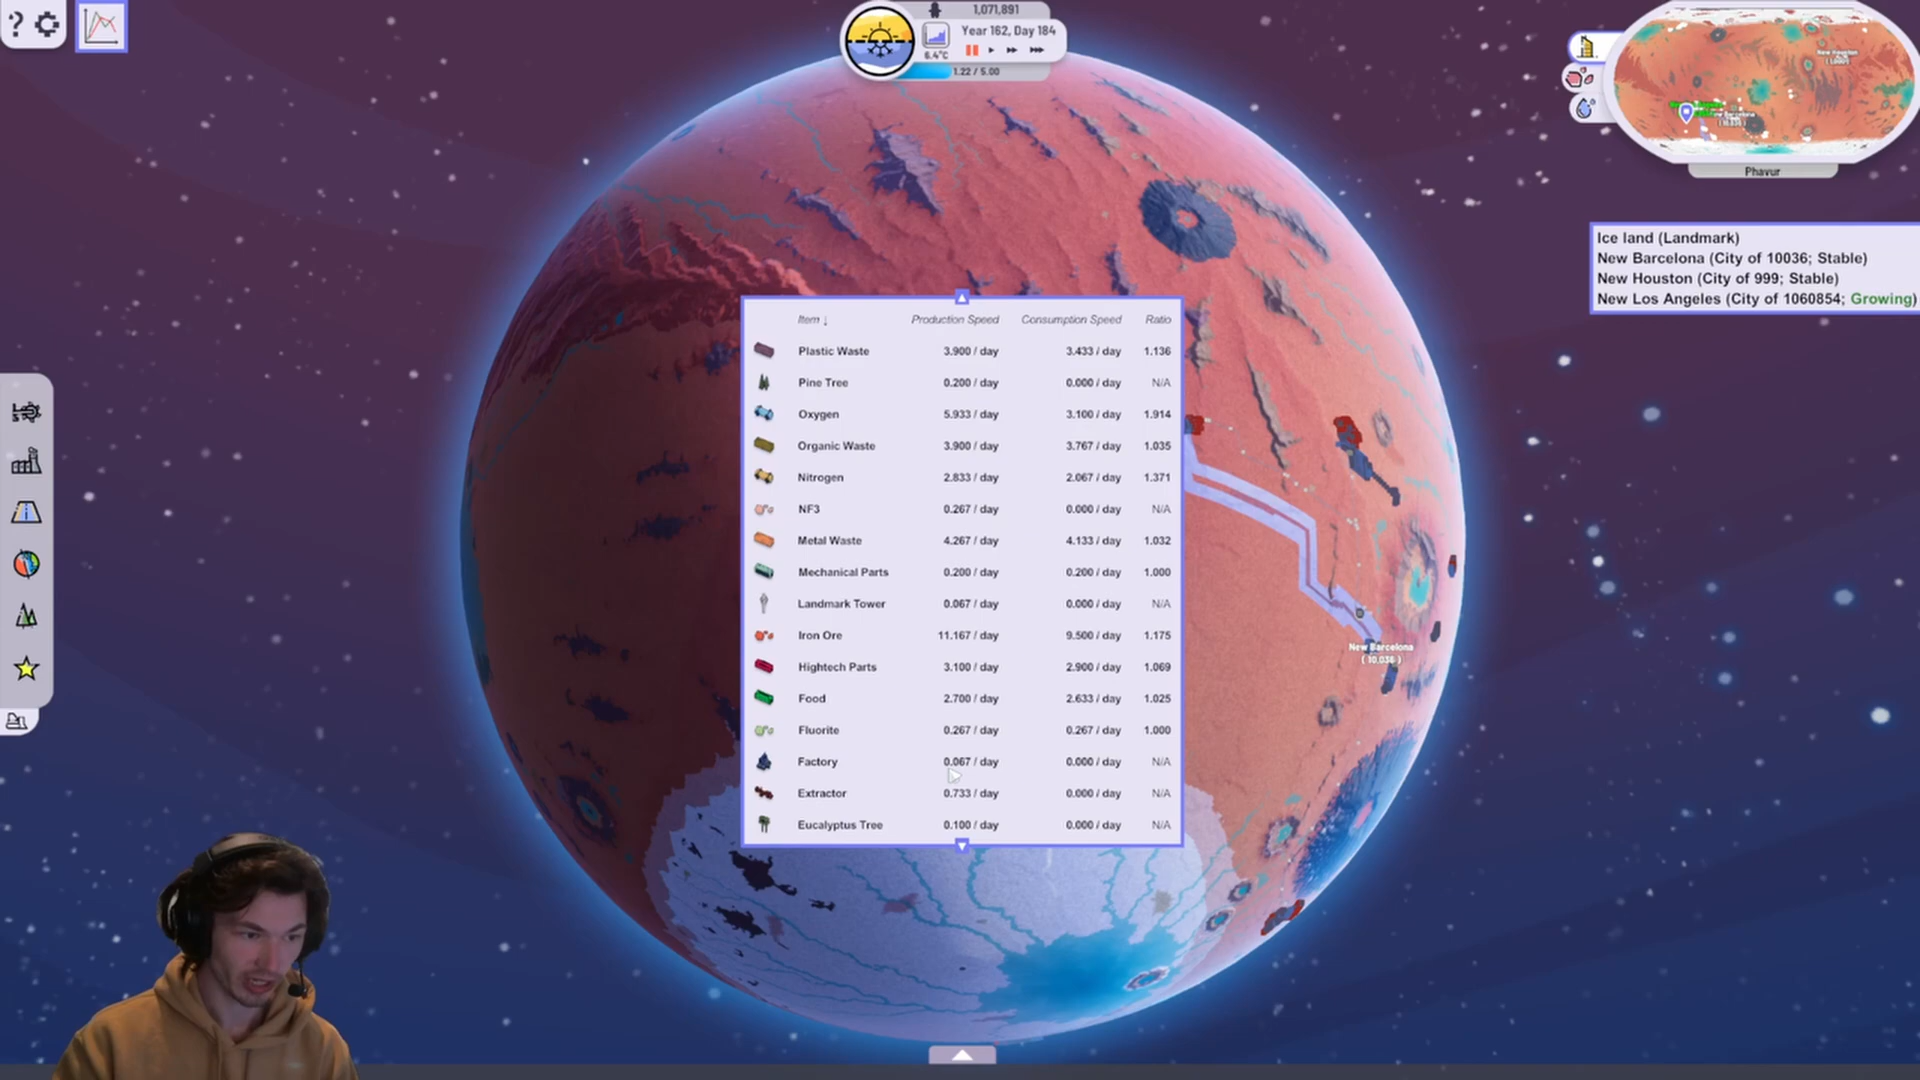 ?
1,071,891
Year 162, Day 184
6.4°C
1.22 / 5.00
New Houston
New Barcelona
Phavur
Ice land (Landmark)
New Barcelona (City of 10036; Stable)
New Houston (City of 999; Stable)
New Los Angeles (City of 1060854; Growing)
Item ↓ Production Speed Consumption Speed Ratio
Plastic Waste 3.900 / day 3.433 / day 1.136
Pine Tree 0.200 / day 0.000 / day N/A
Oxygen 5.933 / day 3.100 / day 1.914
Organic Waste 3.900 / day 3.767 / day 1.035
Nitrogen 2.833 / day 2.067 / day 1.371
NF3 0.267 / day 0.000 / day N/A
Metal Waste 4.267 / day 4.133 / day 1.032
Mechanical Parts 0.200 / day 0.200 / day 1.000
Landmark Tower 0.067 / day 0.000 / day N/A
Iron Ore 11.167 / day 9.500 / day 1.175
Hightech Parts 3.100 / day 2.900 / day 1.069
Food 2.700 / day 2.633 / day 1.025
Fluorite 0.267 / day 0.267 / day 1.000
Factory 0.067 / day 0.000 / day N/A
Extractor 0.733 / day 0.000 / day N/A
Eucalyptus Tree 0.100 / day 0.000 / day N/A
New Barcelona
( 10,036 )